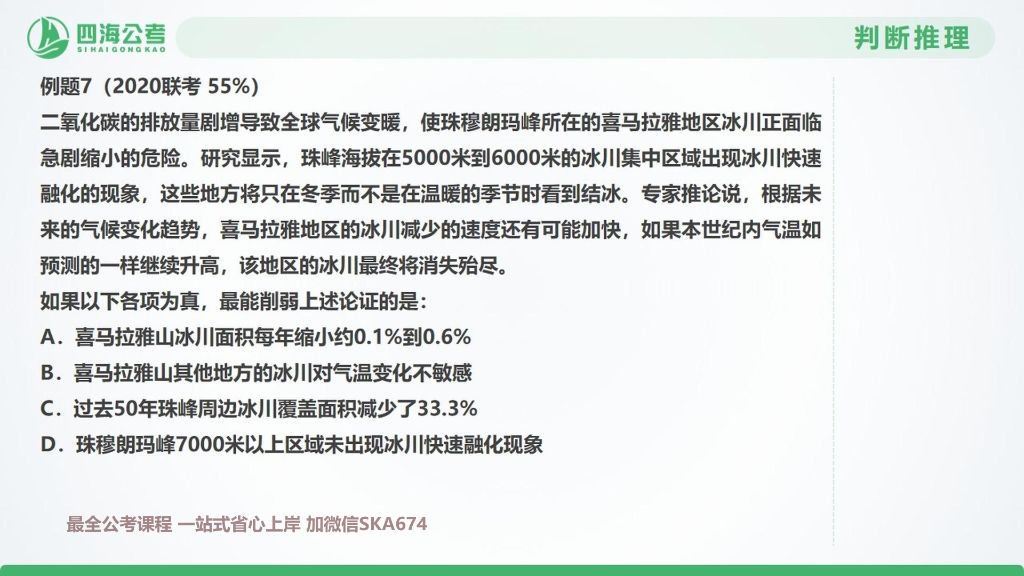 四海公考
SIHAIGONGKAO
判断推理
例题7（2020联考 55%）
二氧化碳的排放量剧增导致全球气候变暖，使珠穆朗玛峰所在的喜马拉雅地区冰川正面临
急剧缩小的危险。研究显示，珠峰海拔在5000米到6000米的冰川集中区域出现冰川快速
融化的现象，这些地方将只在冬季而不是在温暖的季节时看到结冰。专家推论说，根据未
来的气候变化趋势，喜马拉雅地区的冰川减少的速度还有可能加快，如果本世纪内气温如
预测的一样继续升高，该地区的冰川最终将消失殆尽。
如果以下各项为真，最能削弱上述论证的是：
A．喜马拉雅山冰川面积每年缩小约0.1%到0.6%
B．喜马拉雅山其他地方的冰川对气温变化不敏感
C．过去50年珠峰周边冰川覆盖面积减少了33.3%
D．珠穆朗玛峰7000米以上区域未出现冰川快速融化现象
最全公考课程 一站式省心上岸 加微信SKA674